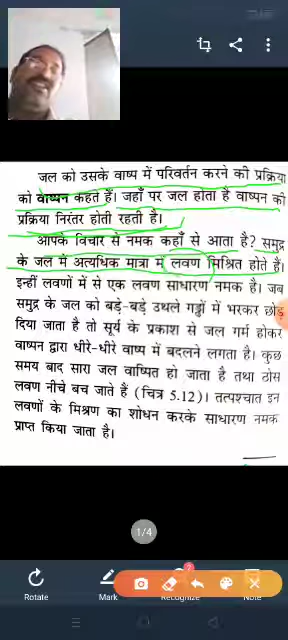 जल को उसके वाष्प में परिवर्तन करने की प्रक्रिया
को वाष्पन कहते हैं। जहाँ पर जल होता है वाष्पन की
प्रक्रिया निरंतर होती रहती है।
आपके विचार से नमक कहाँ से आता है? समुद्र
के जल में अत्यधिक मात्रा में लवण मिश्रित होते हैं।
इन्हीं लवणों में से एक लवण साधारण नमक है। जब
समुद्र के जल को बड़े-बड़े उथले गड्ढों में भरकर छोड़
दिया जाता है तो सूर्य के प्रकाश से जल गर्म होकर
वाष्पन द्वारा धीरे-धीरे वाष्प में बदलने लगता है। कुछ
समय बाद सारा जल वाष्पित हो जाता है तथा ठोस
लवण नीचे बच जाते हैं (चित्र 5.12)। तत्पश्चात इन
लवणों के मिश्रण का शोधन करके साधारण नमक
प्राप्त किया जाता है।
1/4
Rotate
Mark
Recognize
Note